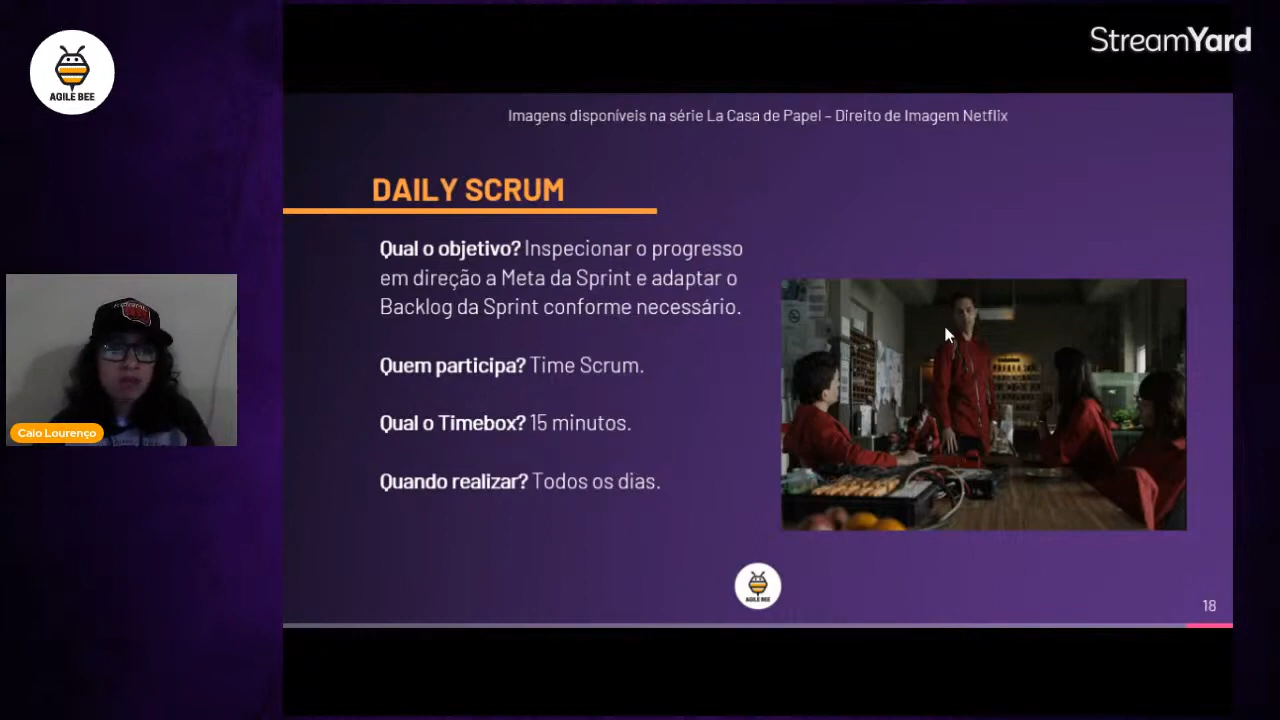 AGILE BEE
StreamYard
Imagens disponíveis na série La Casa de Papel – Direito de Imagem Netflix
DAILY SCRUM
Qual o objetivo? Inspecionar o progresso
em direção a Meta da Sprint e adaptar o
Backlog da Sprint conforme necessário.
Quem participa? Time Scrum.
Qual o Timebox? 15 minutos.
Quando realizar? Todos os dias.
Caio Lourenço
AGILE BEE
18